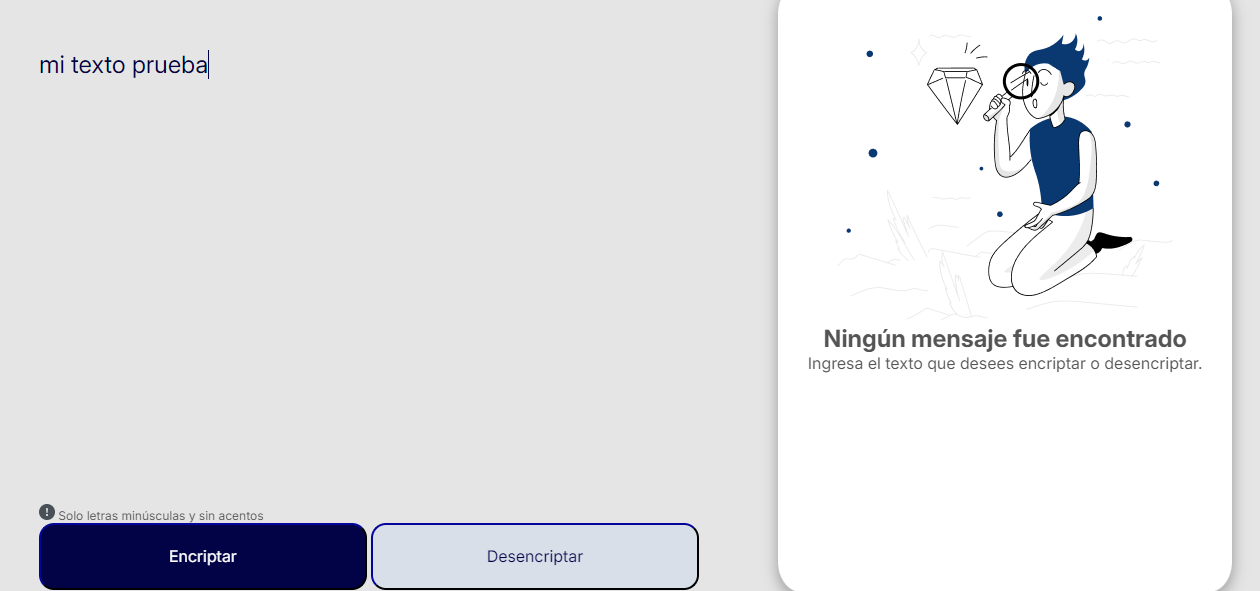 mi texto prueba
Solo letras minúsculas y sin acentos
Encriptar
Desencriptar
Ningún mensaje fue encontrado
Ingresa el texto que desees encriptar o desencriptar.